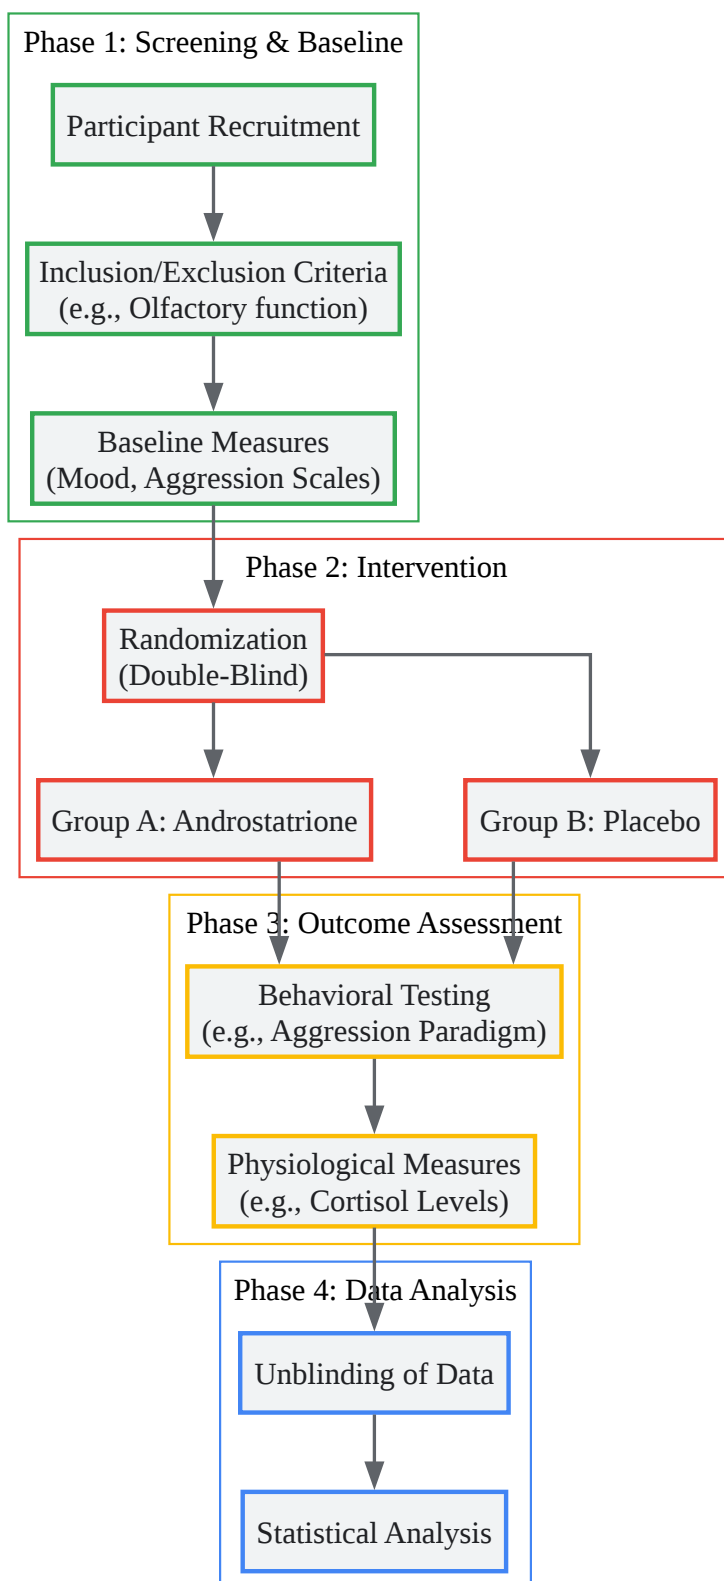 Phase 1: Screening & Baseline
Participant Recruitment
Inclusion/Exclusion Criteria
(e.g., Olfactory function)
Baseline Measures
(Mood, Aggression Scales)
Phase 2: Intervention
Randomization
(Double-Blind)
Group A: Androstatrione
Group B: Placebo
Phase 3: Outcome Assessment
Behavioral Testing
(e.g., Aggression Paradigm)
Physiological Measures
(e.g., Cortisol Levels)
Phase 4: Data Analysis
Unblinding of Data
Statistical Analysis